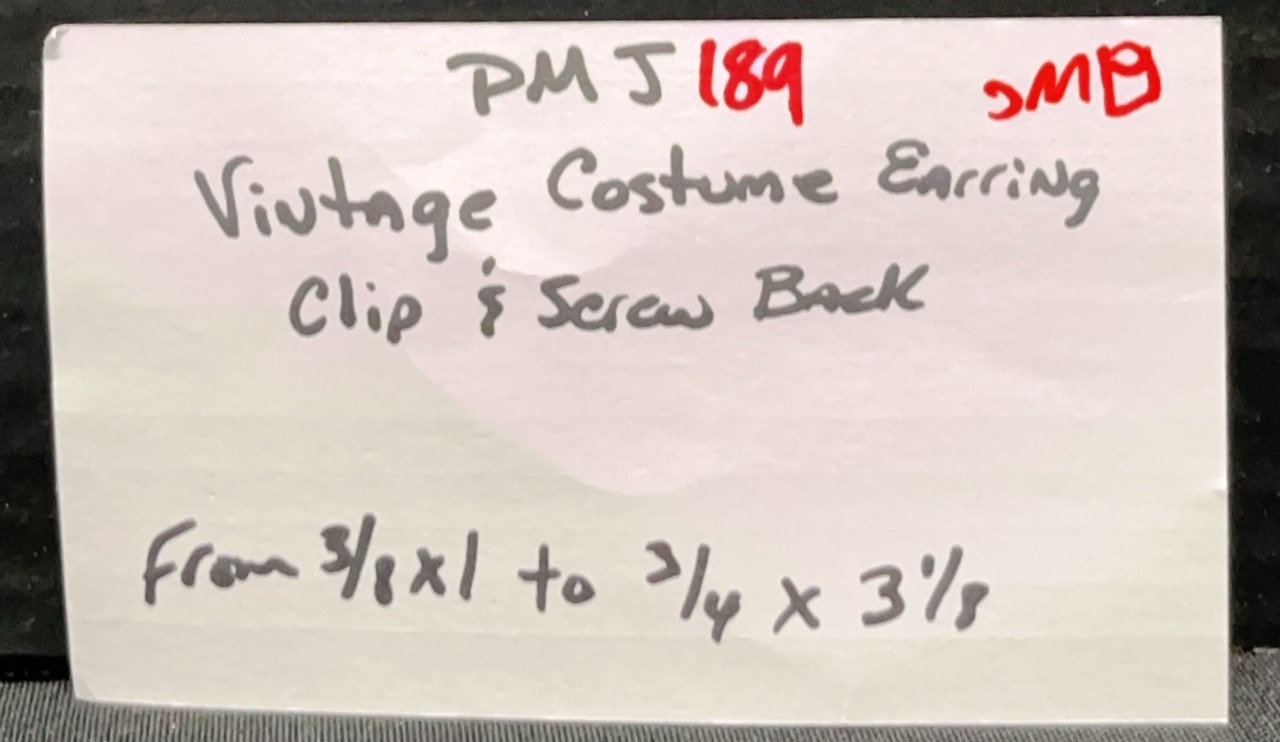 PMJ 189 JMB
Vintage Costume Earring
Clip & Screw Back
From 3/8 x 1 to 3/4 x 3 1/8